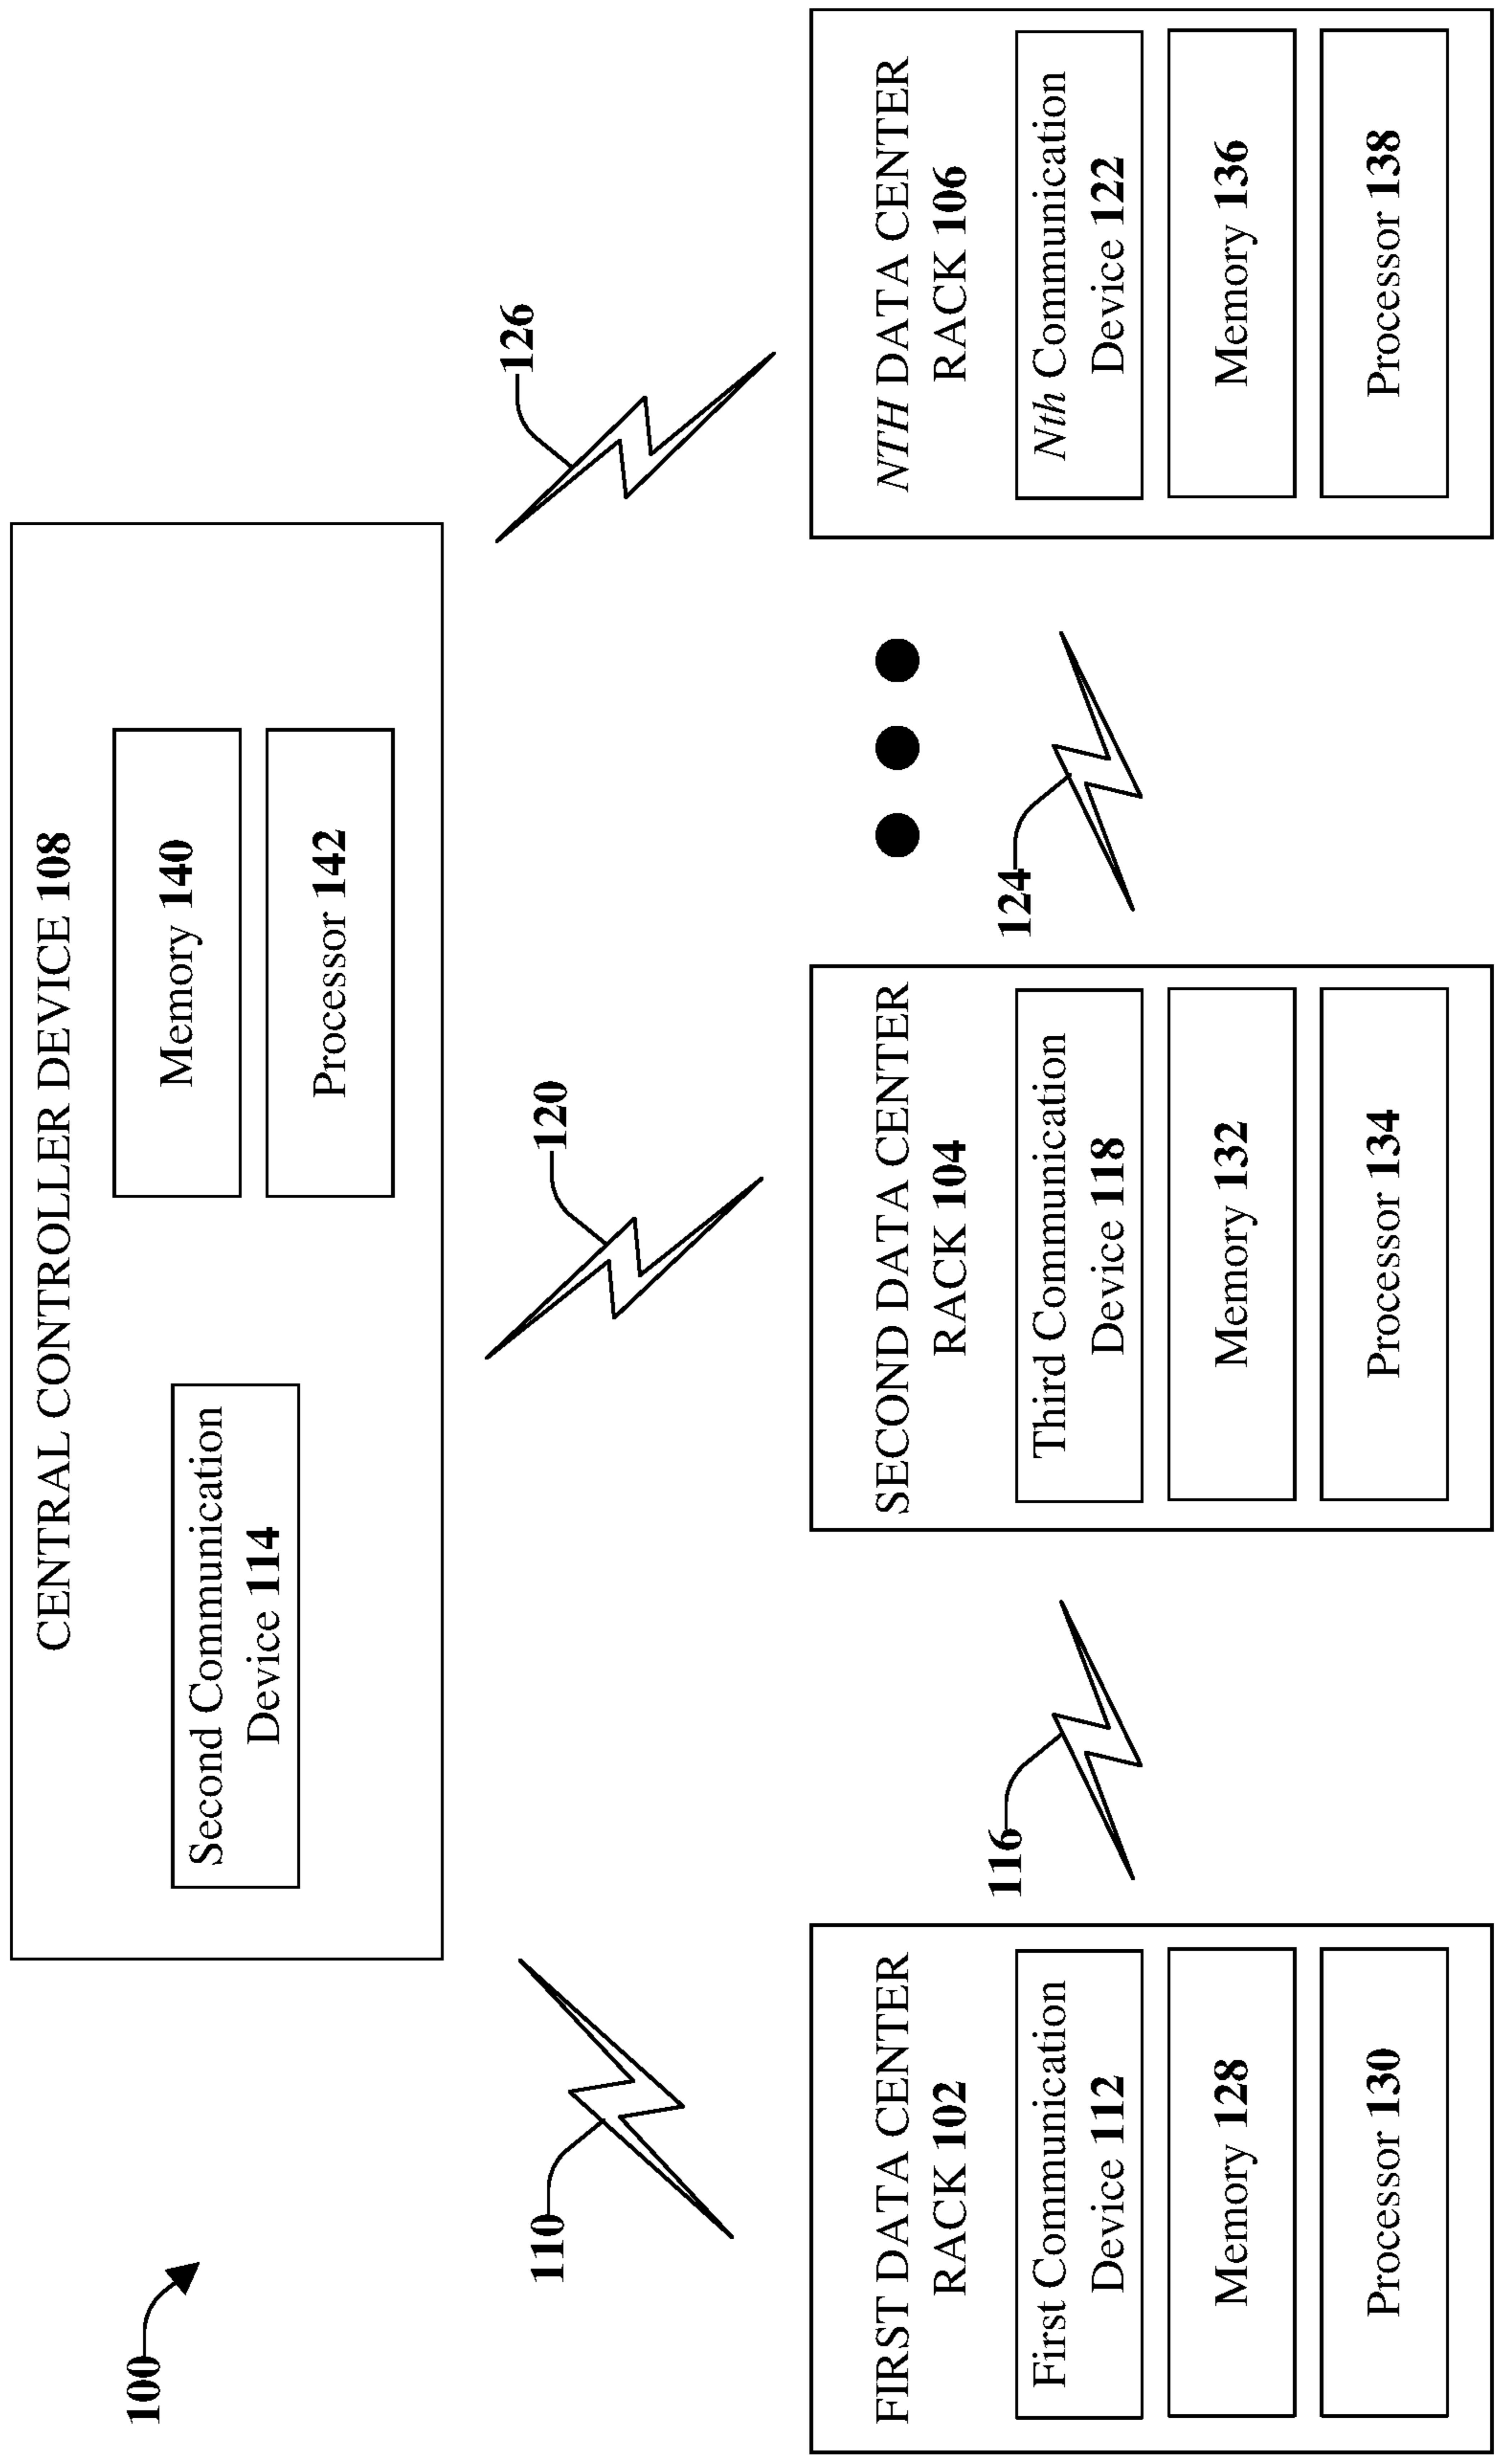 100
CENTRAL CONTROLLER DEVICE 108
Second Communication
Device 114
Memory 140
Processor 142
110
120
126
FIRST DATA CENTER
RACK 102
First Communication
Device 112
Memory 128
Processor 130
116
SECOND DATA CENTER
RACK 104
Third Communication
Device 118
Memory 132
Processor 134
124
NTH DATA CENTER
RACK 106
Nth Communication
Device 122
Memory 136
Processor 138